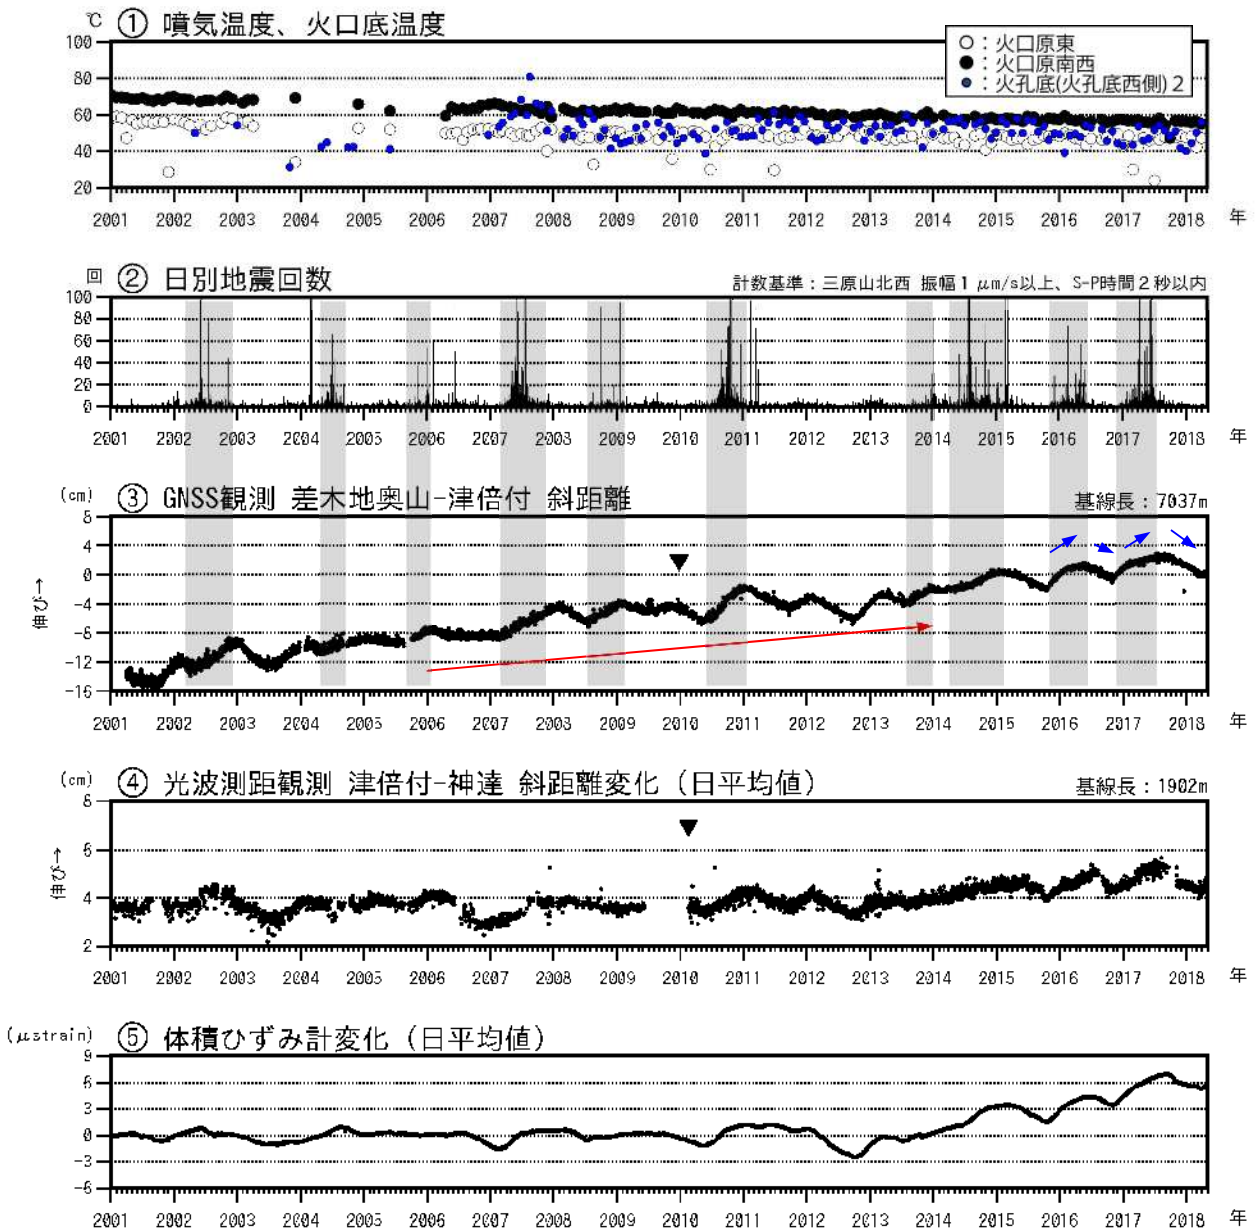 ℃ ① 噴気温度、火口底温度
○：火口原東
●：火口原南西
●：火孔底(火孔底西側)2
100
80
60
40
20
2001 2002 2003 2004 2005 2006 2007 2008 2009 2010 2011 2012 2013 2014 2015 2016 2017 2018 年
回 ② 日別地震回数
計数基準：三原山北西 振幅1 μm/s以上、S-P時間2秒以内
100
80
60
40
20
0
2001 2002 2003 2004 2005 2006 2007 2008 2009 2010 2011 2012 2013 2014 2015 2016 2017 2018 年
(cm) ③ GNSS観測 差木地奥山-津倍付 斜距離
基線長：7037m
伸び→
8
4
0
-4
-8
-12
-16
2001 2002 2003 2004 2005 2006 2007 2008 2009 2010 2011 2012 2013 2014 2015 2016 2017 2018 年
(cm) ④ 光波測距観測 津倍付-神達 斜距離変化（日平均値）
基線長：1902m
伸び→
8
6
4
2
2001 2002 2003 2004 2005 2006 2007 2008 2009 2010 2011 2012 2013 2014 2015 2016 2017 2018 年
(μstrain) ⑤ 体積ひずみ計変化（日平均値）
9
6
3
0
-3
-6
2001 2002 2003 2004 2005 2006 2007 2008 2009 2010 2011 2012 2013 2014 2015 2016 2017 2018 年